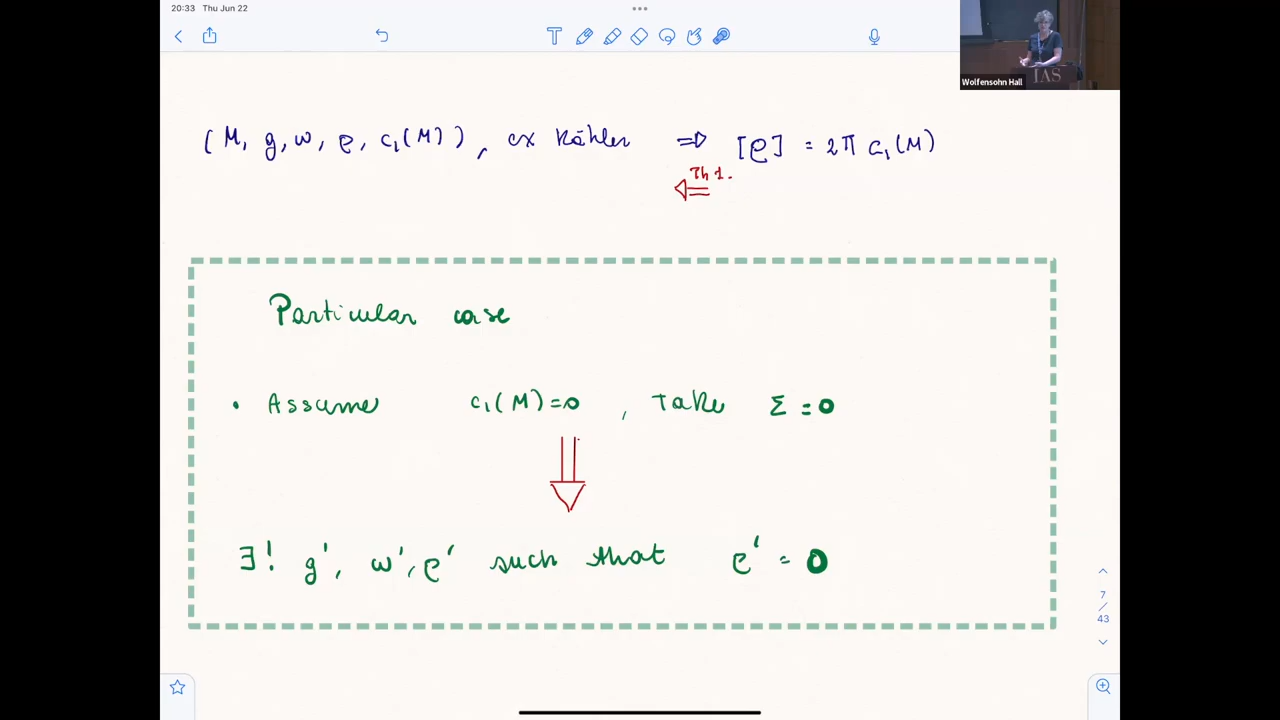 20:33 Thu Jun 22
Wolfensohn Hall
IAS
(M, g, ω, ρ, c₁(M)), cx Kähler ⇒ [ρ] = 2π c₁(M)
⇐ Th 1.
Particular case
• Assume c₁(M)=0, Take Σ = 0
⇓
∃! g', ω', ρ' such that ρ' = 0
7
/
43